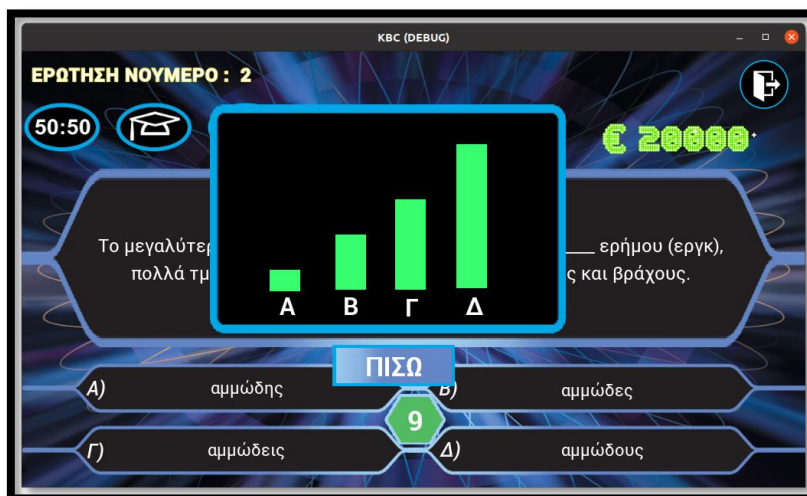 KBC (DEBUG)
ΕΡΩΤΗΣΗ ΝΟΥΜΕΡΟ : 2
50:50
€ 20000
Το μεγαλύτερ ερήμου (εργκ),
πολλά τμ ς και βράχους.
Α Β Γ Δ
ΠΙΣΩ
Α) αμμώδης
Β) αμμώδες
9
Γ) αμμώδεις
Δ) αμμώδους